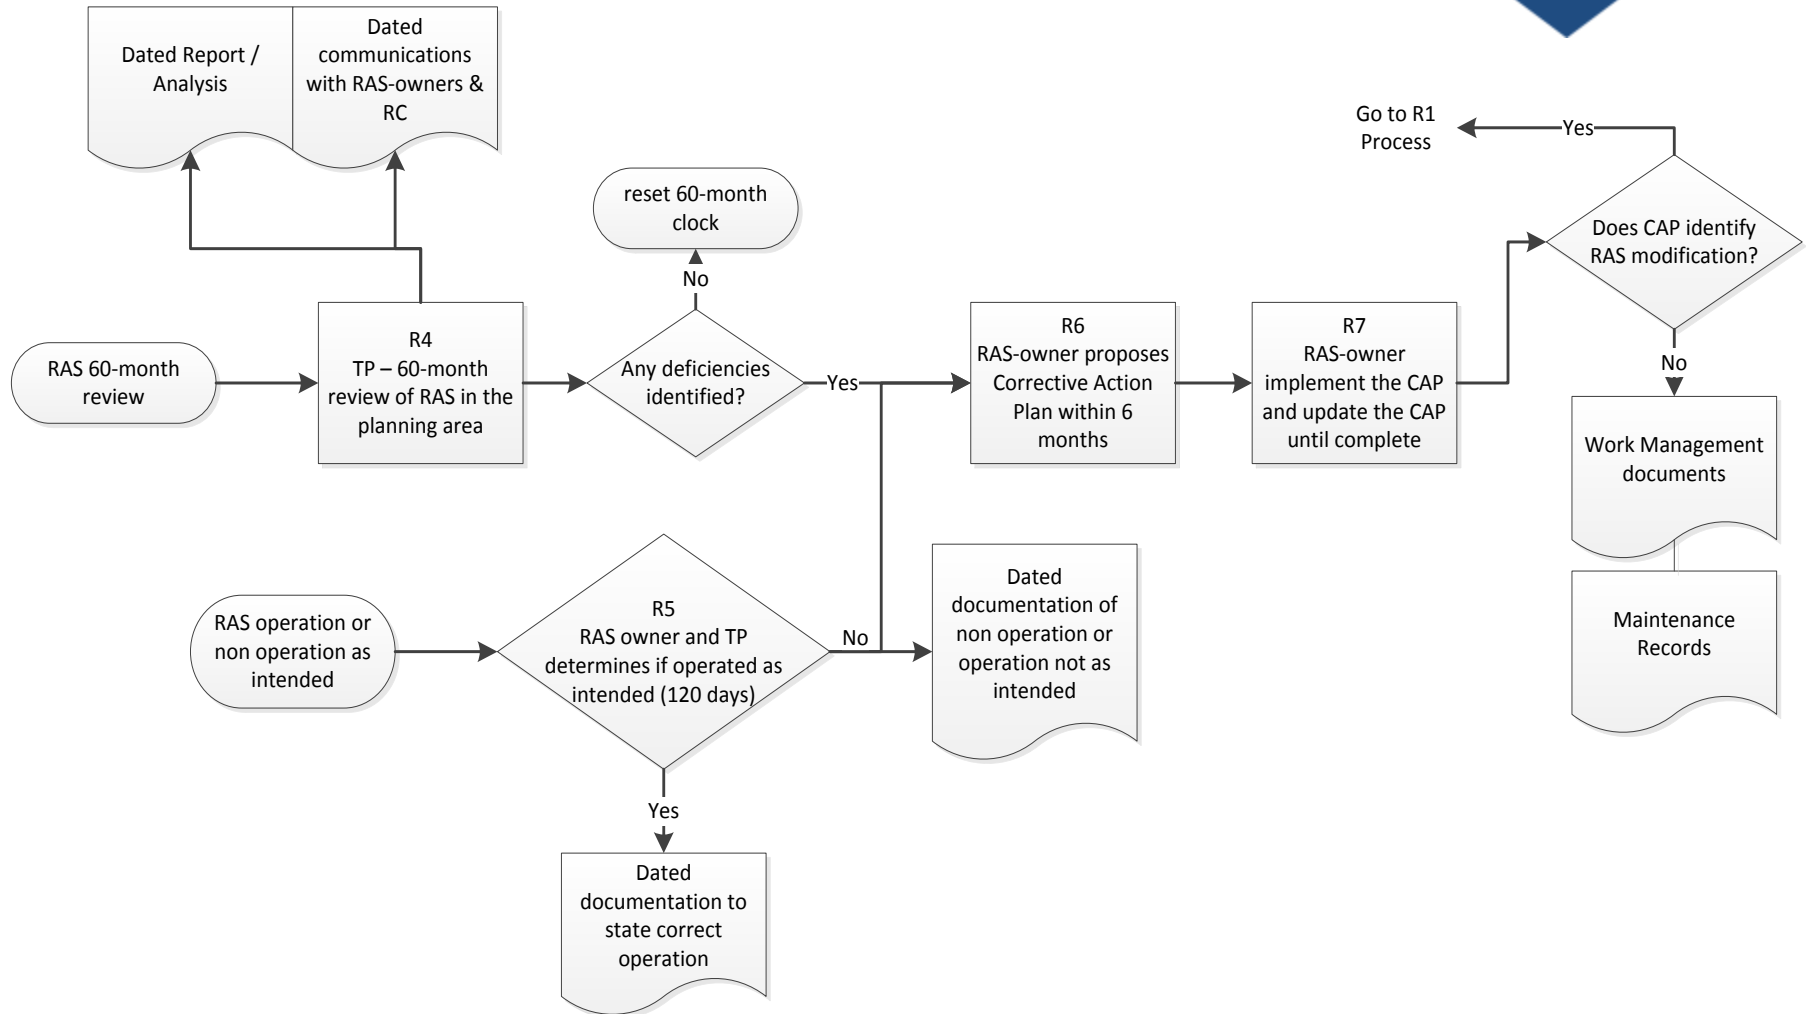 Dated Report /
Analysis
Dated
communications
with RAS-owners &
RC
reset 60-month
clock
No
Go to R1
Process
Yes
Does CAP identify
RAS modification?
RAS 60-month
review
R4
TP – 60-month
review of RAS in the
planning area
Any deficiencies
identified?
Yes
R6
RAS-owner proposes
Corrective Action
Plan within 6
months
R7
RAS-owner
implement the CAP
and update the CAP
until complete
No
Work Management
documents
Maintenance
Records
RAS operation or
non operation as
intended
R5
RAS owner and TP
determines if operated as
intended (120 days)
No
Dated
documentation of
non operation or
operation not as
intended
Yes
Dated
documentation to
state correct
operation